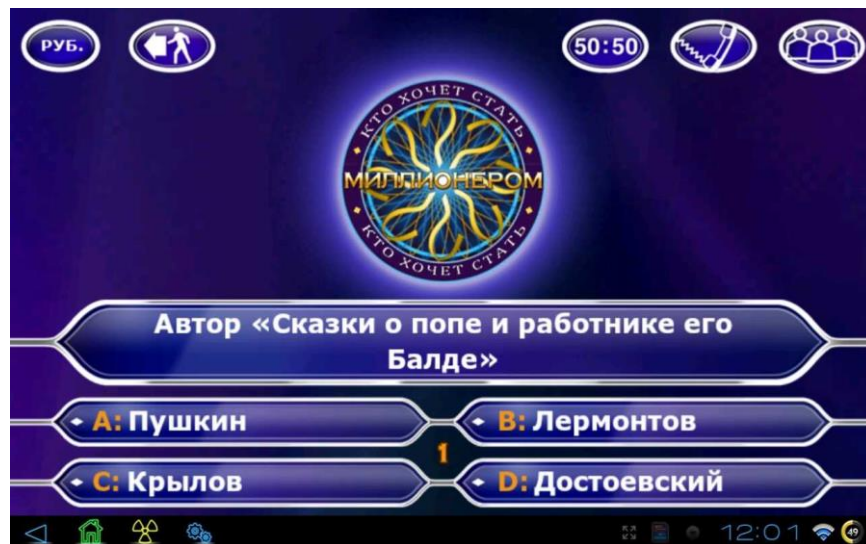 РУБ.
50:50
КТО ХОЧЕТ СТАТЬ
МИЛЛИОНЕРОМ
КТО ХОЧЕТ СТАТЬ
Автор «Сказки о попе и работнике его
Балде»
A: Пушкин
B: Лермонтов
1
C: Крылов
D: Достоевский
12:01
49